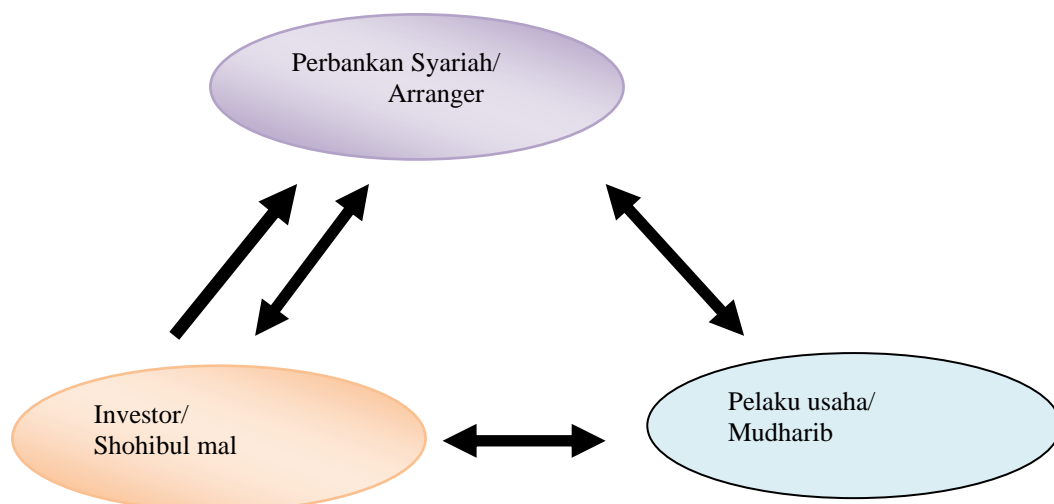 Perbankan Syariah/
Arranger
Investor/
Shohibul mal
Pelaku usaha/
Mudharib